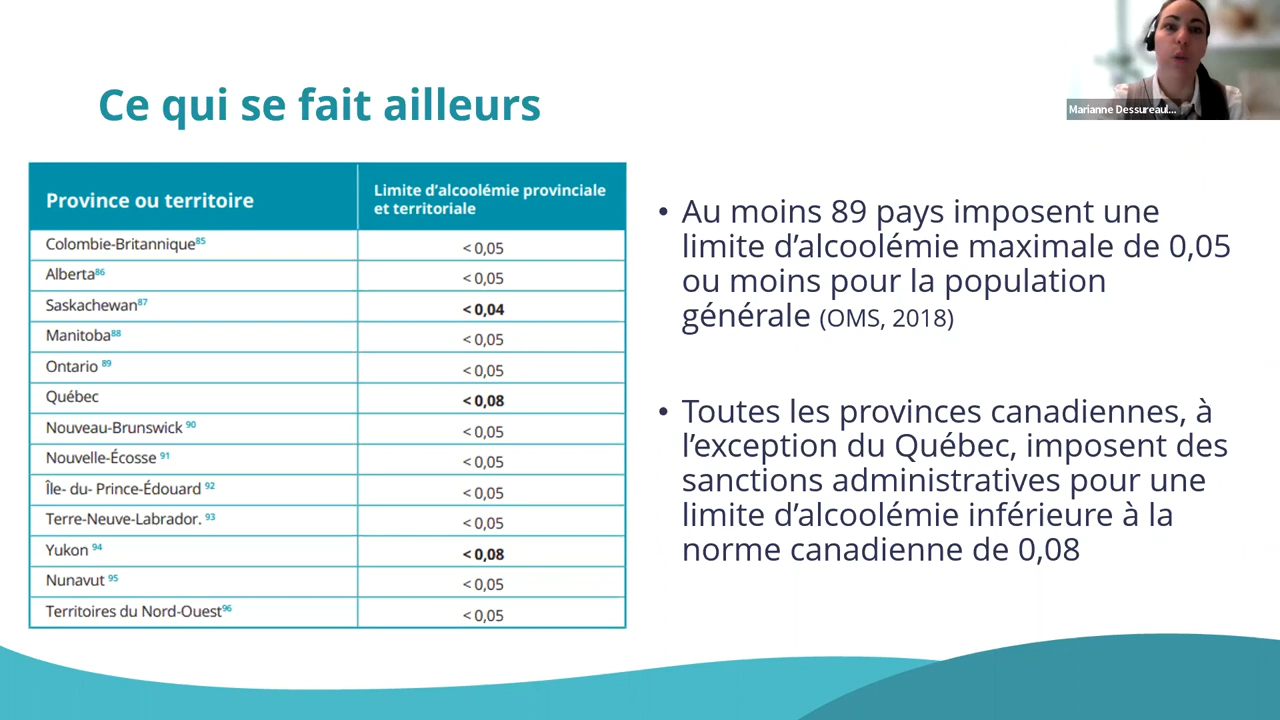 Ce qui se fait ailleurs
Marianne Dessureaul...
Province ou territoire
Limite d'alcoolémie provinciale
et territoriale
Colombie-Britannique85 < 0,05
Alberta86 < 0,05
Saskachewan87 < 0,04
Manitoba88 < 0,05
Ontario 89 < 0,05
Québec < 0,08
Nouveau-Brunswick 90 < 0,05
Nouvelle-Écosse 91 < 0,05
Île- du- Prince-Édouard 92 < 0,05
Terre-Neuve-Labrador. 93 < 0,05
Yukon 94 < 0,08
Nunavut 95 < 0,05
Territoires du Nord-Ouest96 < 0,05
• Au moins 89 pays imposent une
limite d'alcoolémie maximale de 0,05
ou moins pour la population
générale (OMS, 2018)
• Toutes les provinces canadiennes, à
l'exception du Québec, imposent des
sanctions administratives pour une
limite d'alcoolémie inférieure à la
norme canadienne de 0,08